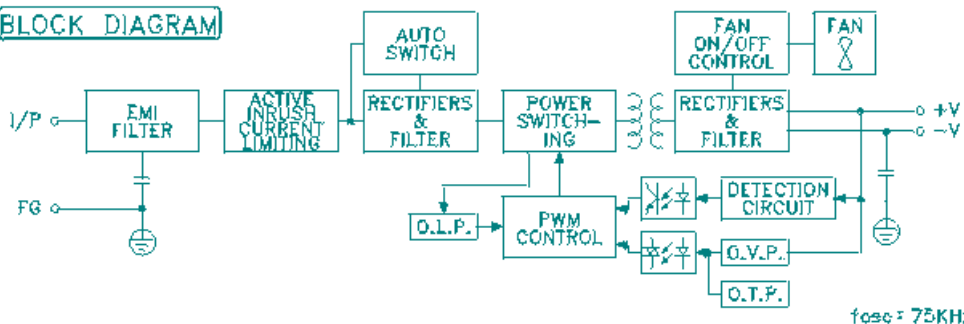 BLOCK DIAGRAM
AUTO
SWITCH
FAN
ON/OFF
CONTROL
FAN
I/P
EMI
FILTER
ACTIVE
INRUSH
CURRENT
LIMITING
RECTIFIERS
&
FILTER
POWER
SWITCH-
ING
RECTIFIERS
&
FILTER
+V
-V
FG
O.L.P.
PWM
CONTROL
DETECTION
CIRCUIT
O.V.P.
O.T.P.
fosc : 75KH